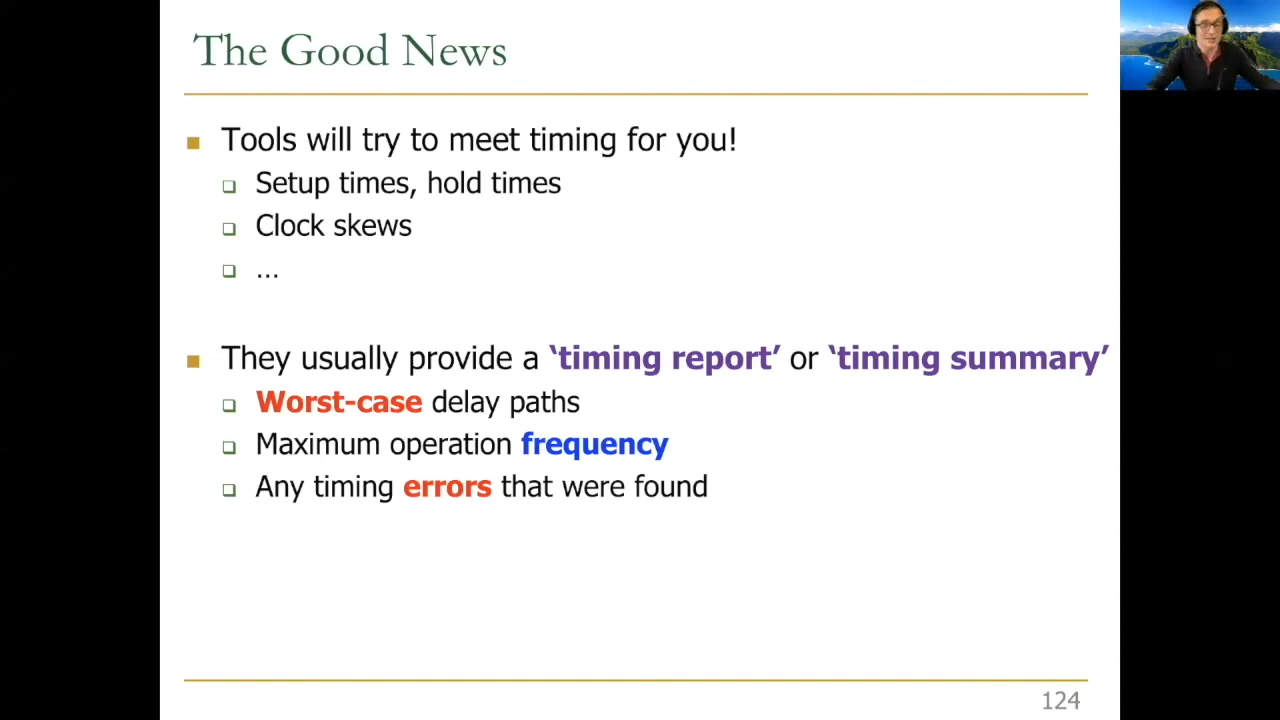 The Good News
Tools will try to meet timing for you!
Setup times, hold times
Clock skews
…
They usually provide a ‘timing report’ or ‘timing summary’
Worst-case delay paths
Maximum operation frequency
Any timing errors that were found
124